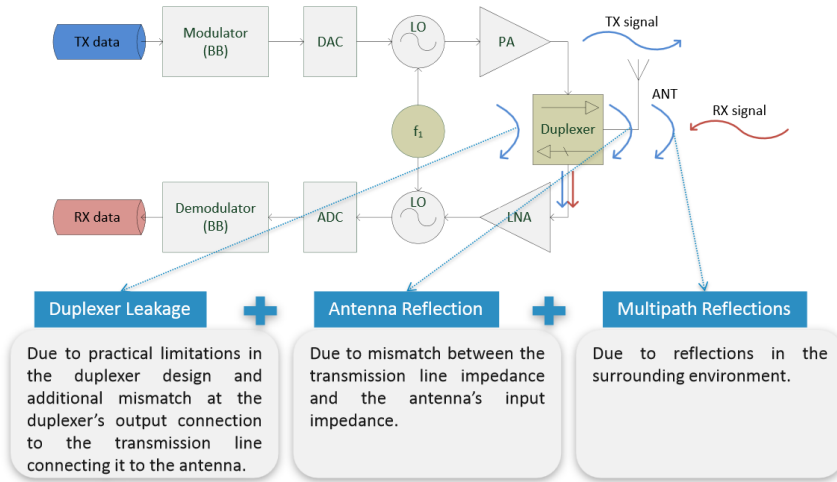 TX data
Modulator
(BB)
DAC
LO
PA
TX signal
ANT
RX signal
f₁
Duplexer
RX data
Demodulator
(BB)
ADC
LO
LNA
Duplexer Leakage
Due to practical limitations in
the duplexer design and
additional mismatch at the
duplexer's output connection
to the transmission line
connecting it to the antenna.
Antenna Reflection
Due to mismatch between the
transmission line impedance
and the antenna's input
impedance.
Multipath Reflections
Due to reflections in the
surrounding environment.